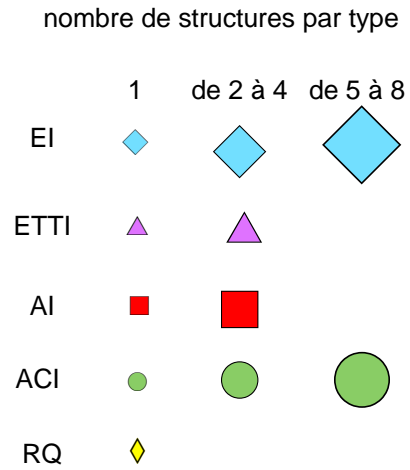 nombre de structures par type
1 de 2 à 4 de 5 à 8
EI
ETTI
AI
ACI
RQ